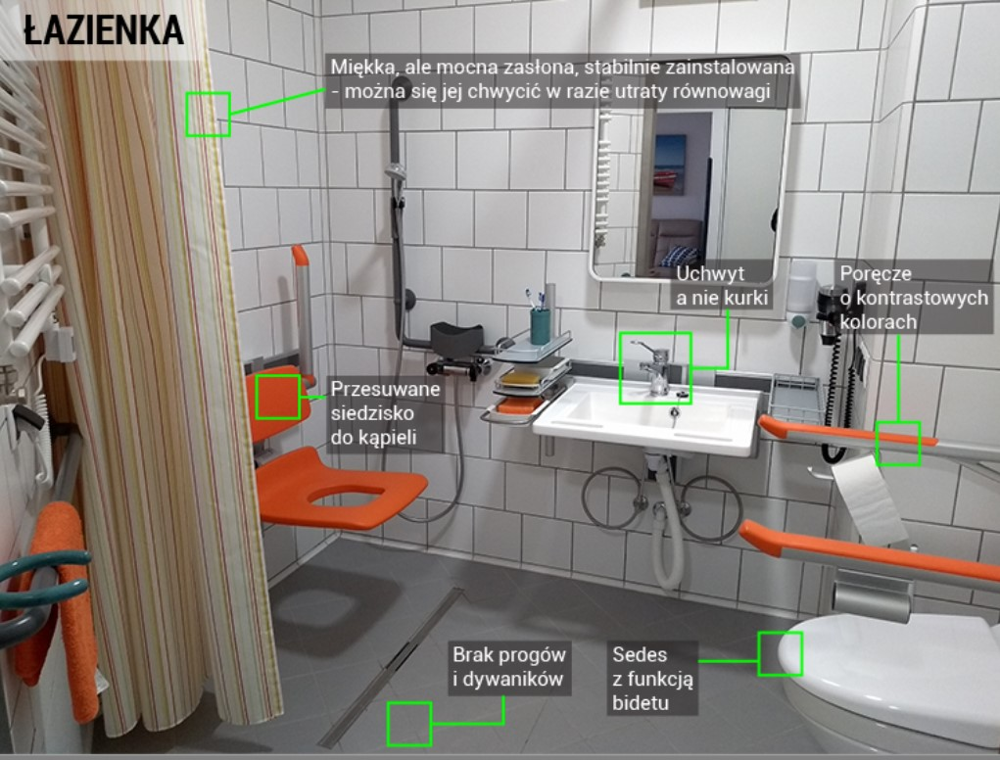 ŁAZIENKA
Miękka, ale mocna zasłona, stabilnie zainstalowana
- można się jej chwycić w razie utraty równowagi
Uchwyt
a nie kurki
Poręcze
o kontrastowych
kolorach
Przesuwane
siedzisko
do kąpieli
Brak progów
i dywaników
Sedes
z funkcją
bidetu